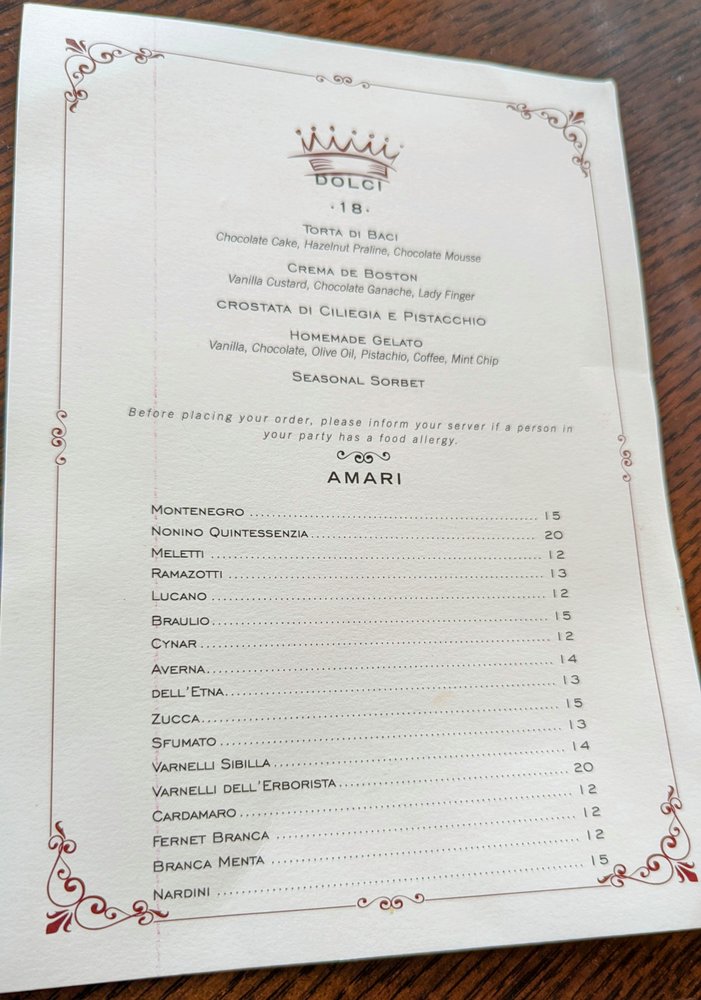 DOLCI
·18·
TORTA DI BACI
Chocolate Cake, Hazelnut Praline, Chocolate Mousse
CREMA DE BOSTON
Vanilla Custard, Chocolate Ganache, Lady Finger
CROSTATA DI CILIEGIA E PISTACCHIO
HOMEMADE GELATO
Vanilla, Chocolate, Olive Oil, Pistachio, Coffee, Mint Chip
SEASONAL SORBET
Before placing your order, please inform your server if a person in
your party has a food allergy.
AMARI
MONTENEGRO 15
NONINO QUINTESSENZIA 20
MELETTI 12
RAMAZOTTI 13
LUCANO 12
BRAULIO 15
CYNAR 12
AVERNA 14
DELL'ETNA 13
ZUCCA 15
SFUMATO 13
VARNELLI SIBILLA 14
VARNELLI DELL'ERBORISTA 20
CARDAMARO 12
FERNET BRANCA 12
BRANCA MENTA 12
NARDINI 15